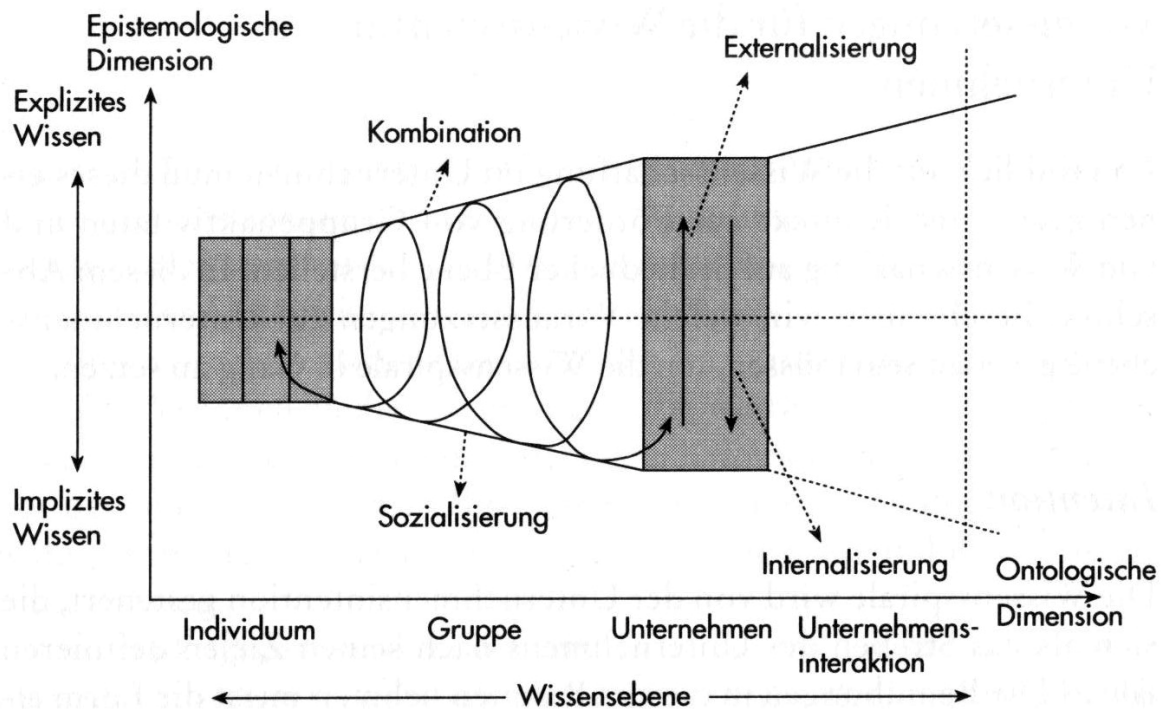 Epistemologische
Dimension
Externalisierung
Explizites
Wissen
Kombination
Implizites
Wissen
Sozialisierung
Internalisierung
Ontologische
Dimension
Individuum
Gruppe
Unternehmen
Unternehmens-
interaktion
Wissensebene